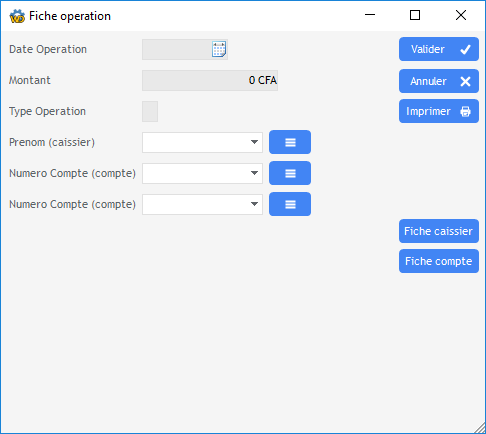 Fiche operation
Date Operation
Valider
Montant
0 CFA
Annuler
Type Operation
Imprimer
Prenom (caissier)
Numero Compte (compte)
Numero Compte (compte)
Fiche caissier
Fiche compte